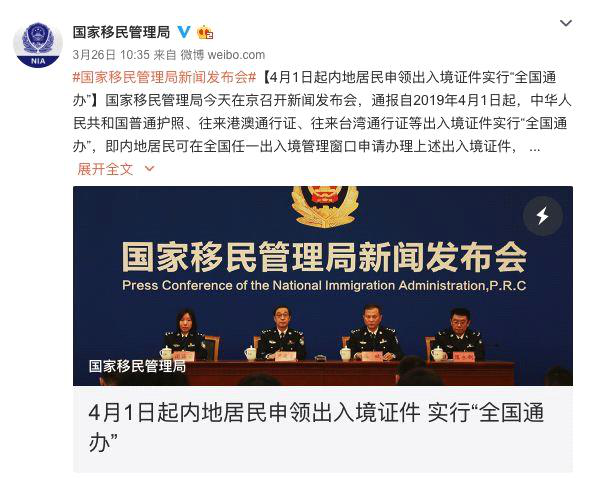 国家移民管理局
NIA
3月26日 10:35 来自 微博 weibo.com
#国家移民管理局新闻发布会#【4月1日起内地居民申领出入境证件实行“全国通
办”】国家移民管理局今天在京召开新闻发布会，通报自2019年4月1日起，中华人
民共和国普通护照、往来港澳通行证、往来台湾通行证等出入境证件实行“全国通
办”，即内地居民可在全国任一出入境管理窗口申请办理上述出入境证件， ...
展开全文
国家移民管理局新闻发布会
Press Conference of the National Immigration Administration,P.R.C
国家移民管理局
4月1日起内地居民申领出入境证件 实行“全国通
办”